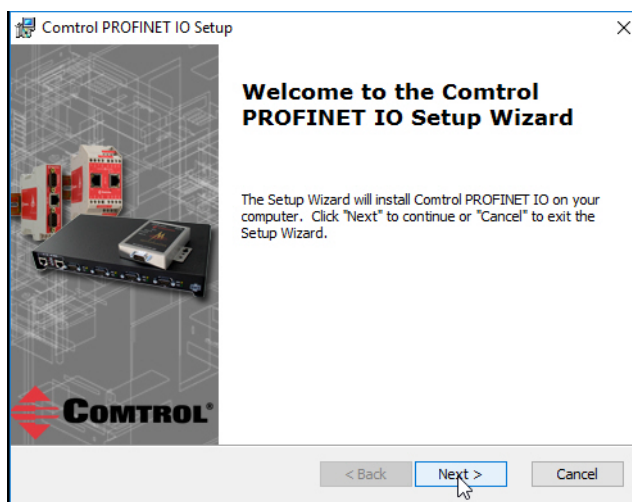 Comtrol PROFINET IO Setup
Welcome to the Comtrol
PROFINET IO Setup Wizard
The Setup Wizard will install Comtrol PROFINET IO on your
computer. Click "Next" to continue or "Cancel" to exit the
Setup Wizard.
COMTROL®
< Back
Next >
Cancel